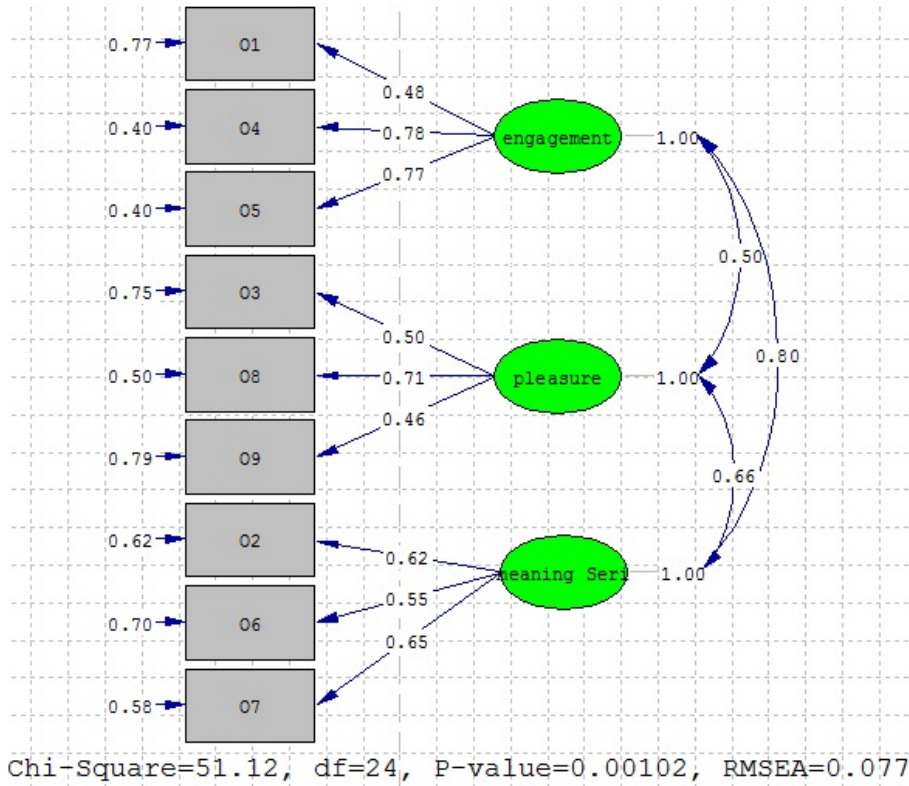 0.77 O1
0.48
engagement 1.00
0.40 O4
0.78
0.77
0.40 O5
0.50
0.75 O3
0.50
0.80
0.50 O8
0.71
pleasure 1.00
0.46
0.79 O9
0.66
0.62 O2
0.62
meaning Seri 1.00
0.55
0.70 O6
0.65
0.58 O7
Chi-Square=51.12, df=24, P-value=0.00102, RMSEA=0.077